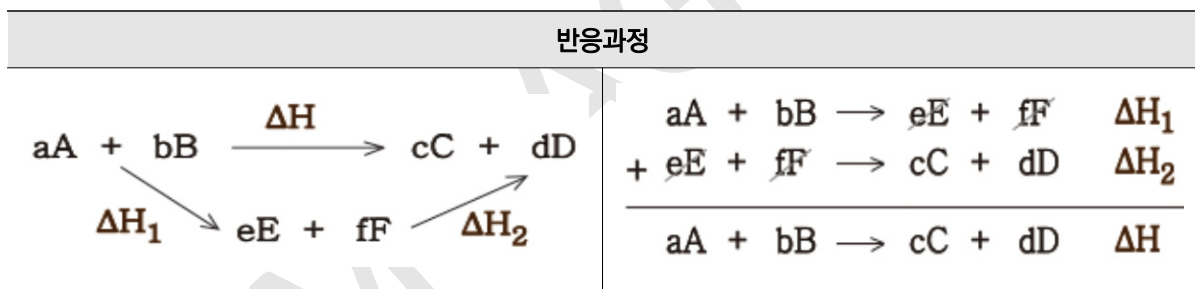 반응과정
ΔH
aA + bB ⟶ cC + dD
ΔH₁ eE + fF ΔH₂
aA + bB ⟶ eE + fF ΔH₁
+ eE + fF ⟶ cC + dD ΔH₂
aA + bB ⟶ cC + dD ΔH